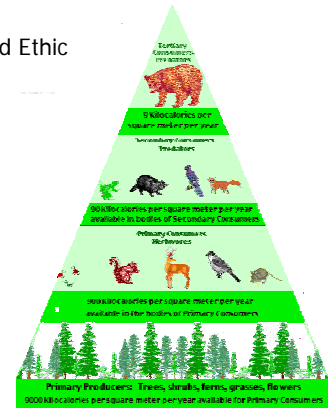 d Ethic
Tertiary
Consumers
Predators
9 Kilocalories per
square meter per year
Secondary Consumers
Predators
90 Kilocalories per square meter per year
available in bodies of Secondary Consumers
Primary Consumers
Herbivores
900 Kilocalories per square meter per year
available in the bodies of Primary Consumers
Primary Producers: Trees, shrubs, ferns, grasses, flowers
9000 Kilocalories per square meter per year available for Primary Consumers